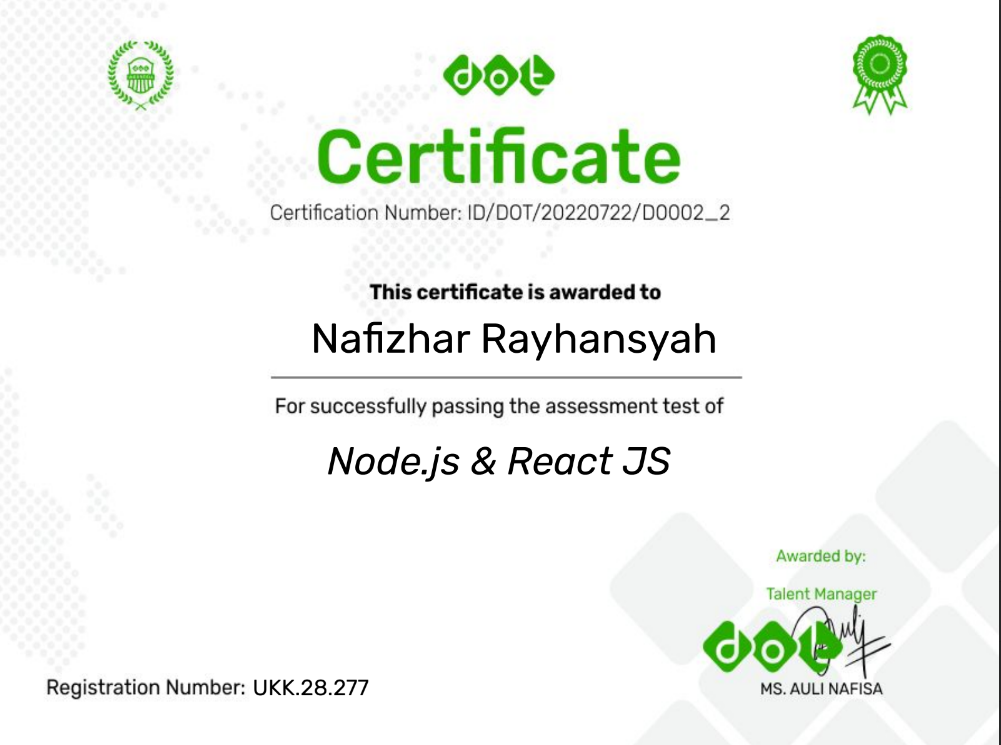 dot
Certificate
Certification Number: ID/DOT/20220722/D0002_2
This certificate is awarded to
Nafizhar Rayhansyah
For successfully passing the assessment test of
Node.js & React JS
Awarded by:
Talent Manager
dot
MS. AULI NAFISA
Registration Number: UKK.28.277